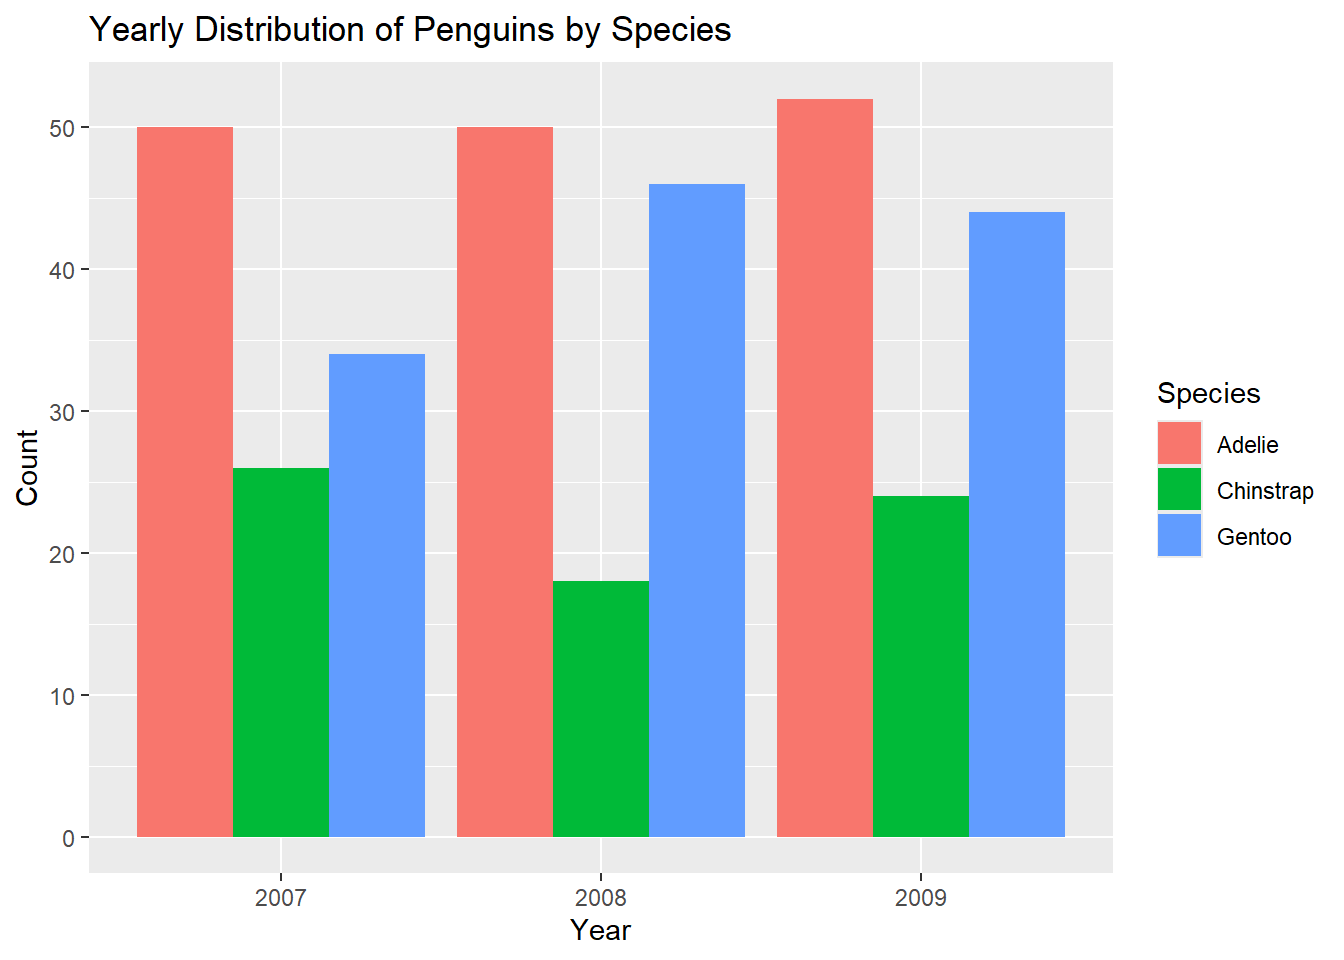 Yearly Distribution of Penguins by Species
50
40
30
20
10
0
Count
2007
2008
2009
Year
Species
Adelie
Chinstrap
Gentoo